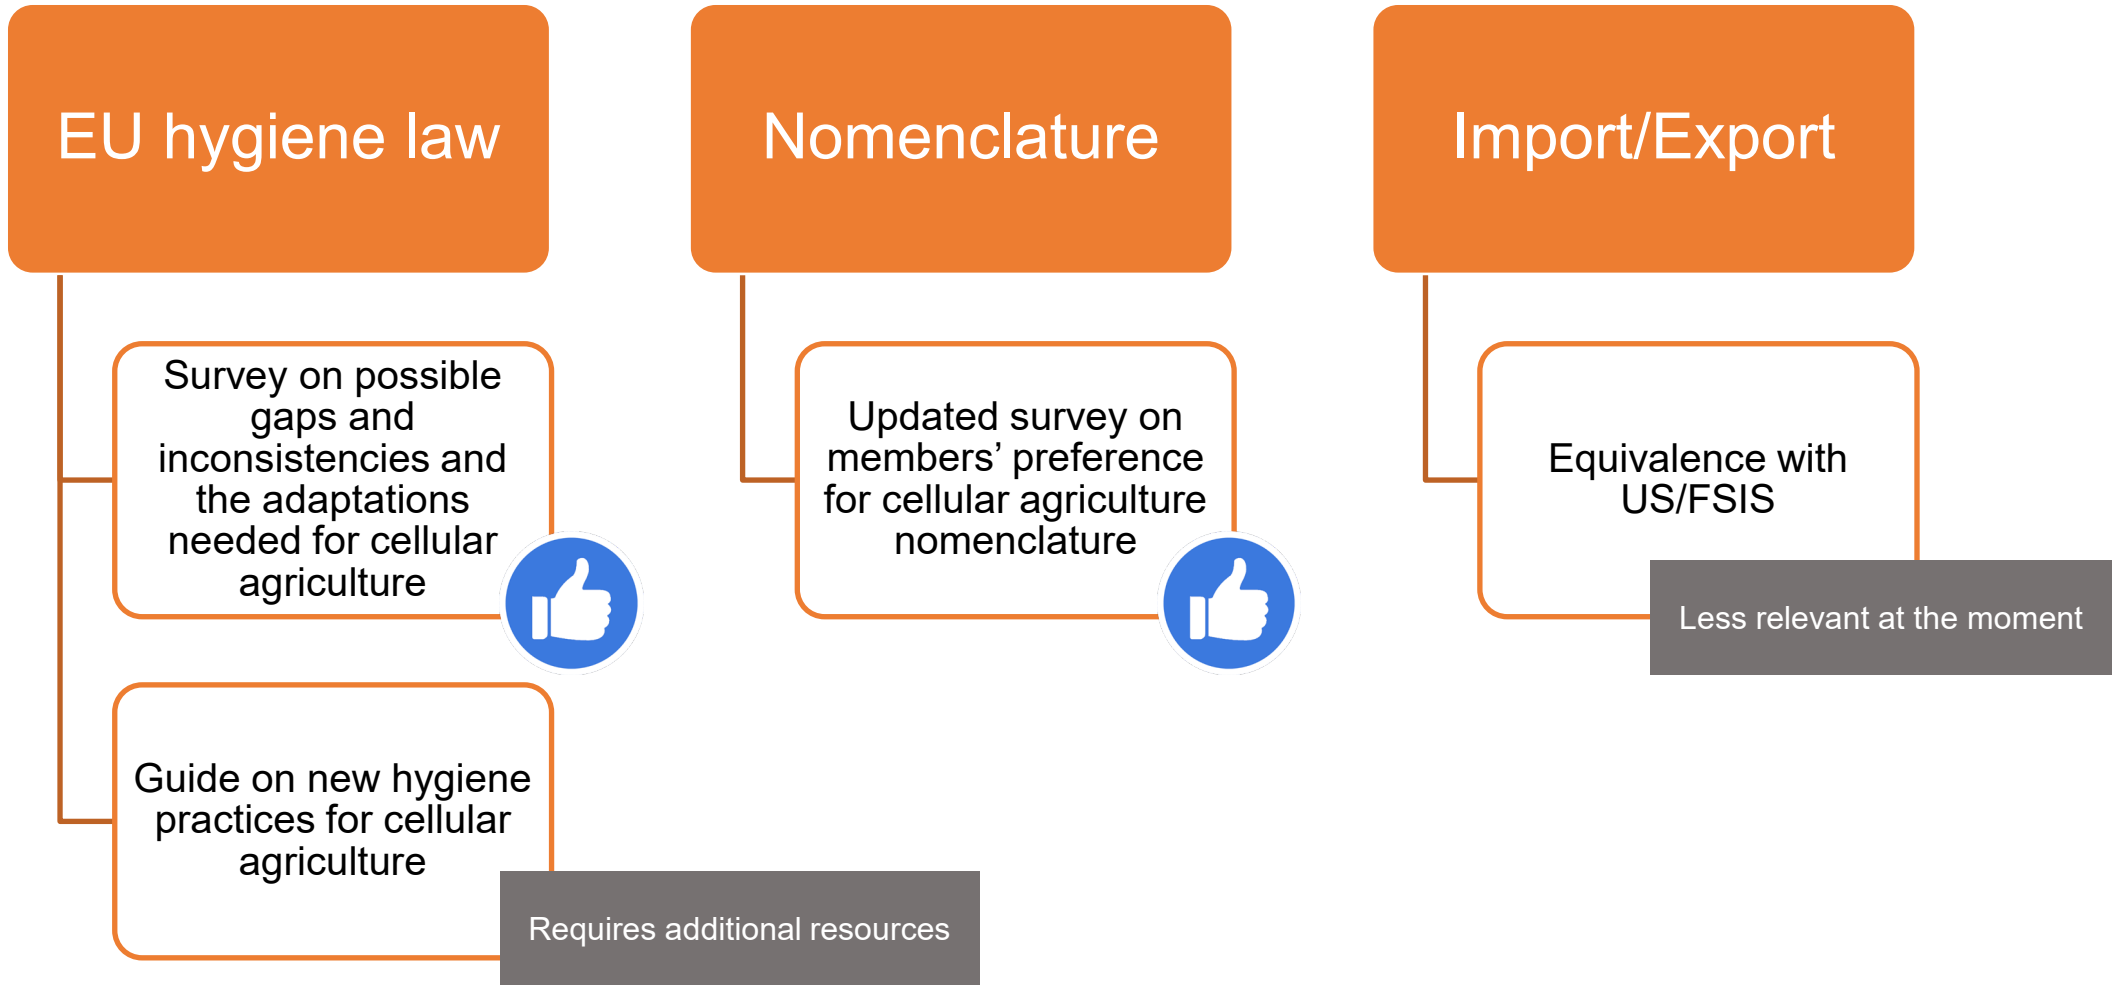 EU hygiene law
Survey on possible
gaps and
inconsistencies and
the adaptations
needed for cellular
agriculture
Guide on new hygiene
practices for cellular
agriculture
Requires additional resources
Nomenclature
Updated survey on
members’ preference
for cellular agriculture
nomenclature
Import/Export
Equivalence with
US/FSIS
Less relevant at the moment